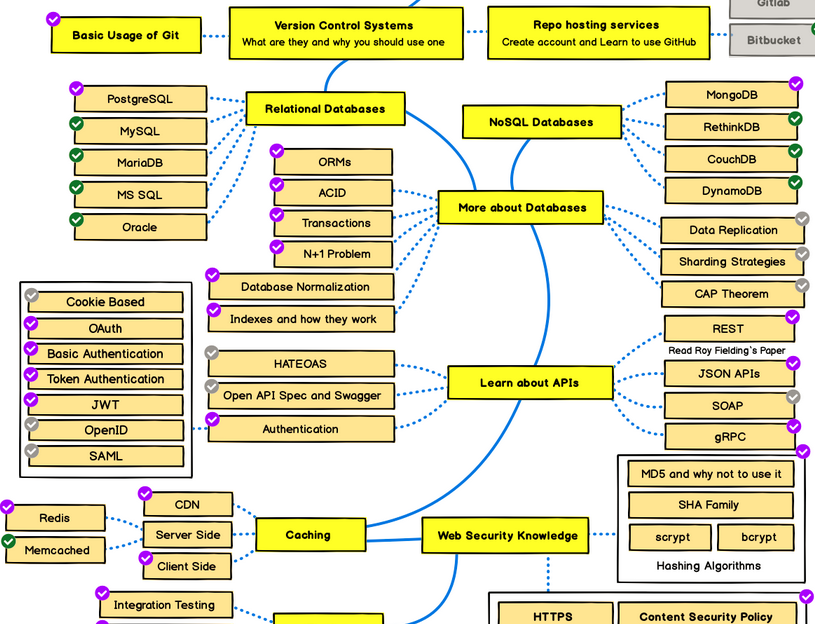 Gitlab
Basic Usage of Git
Version Control Systems
What are they and why you should use one
Repo hosting services
Create account and Learn to use GitHub
Bitbucket
PostgreSQL
MySQL
MariaDB
MS SQL
Oracle
Relational Databases
NoSQL Databases
MongoDB
RethinkDB
CouchDB
DynamoDB
ORMs
ACID
Transactions
N+1 Problem
Database Normalization
Indexes and how they work
More about Databases
Data Replication
Sharding Strategies
CAP Theorem
Cookie Based
OAuth
Basic Authentication
Token Authentication
JWT
OpenID
SAML
HATEOAS
Open API Spec and Swagger
Authentication
Learn about APIs
REST
Read Roy Fielding's Paper
JSON APIs
SOAP
gRPC
MD5 and why not to use it
SHA Family
scrypt
bcrypt
Hashing Algorithms
Redis
Memcached
CDN
Server Side
Client Side
Caching
Web Security Knowledge
Integration Testing
HTTPS
Content Security Policy